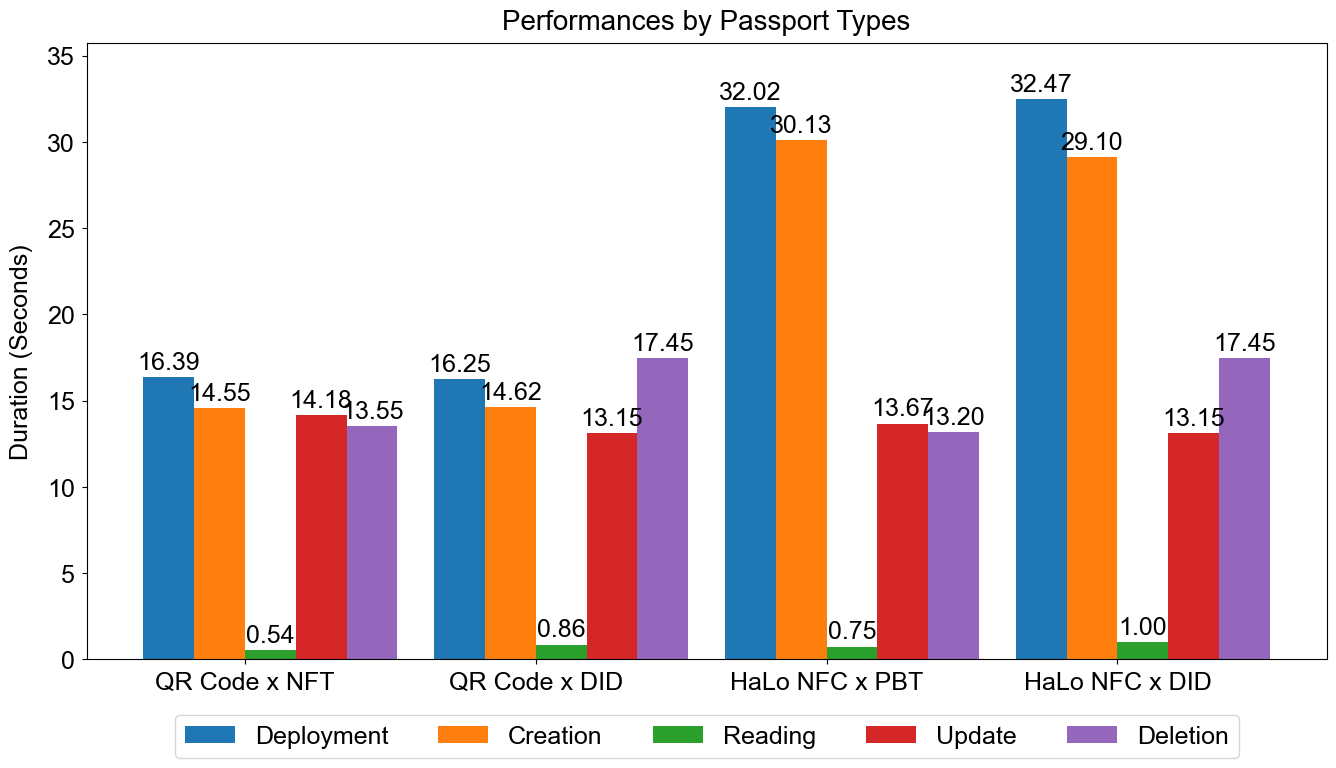 Performances by Passport Types
Duration (Seconds)
35
30
25
20
15
10
5
0
16.39 14.55 0.54 14.18 13.55
16.25 14.62 0.86 13.15 17.45
32.02 30.13 0.75 13.67 13.20
32.47 29.10 1.00 13.15 17.45
QR Code x NFT QR Code x DID HaLo NFC x PBT HaLo NFC x DID
Deployment Creation Reading Update Deletion